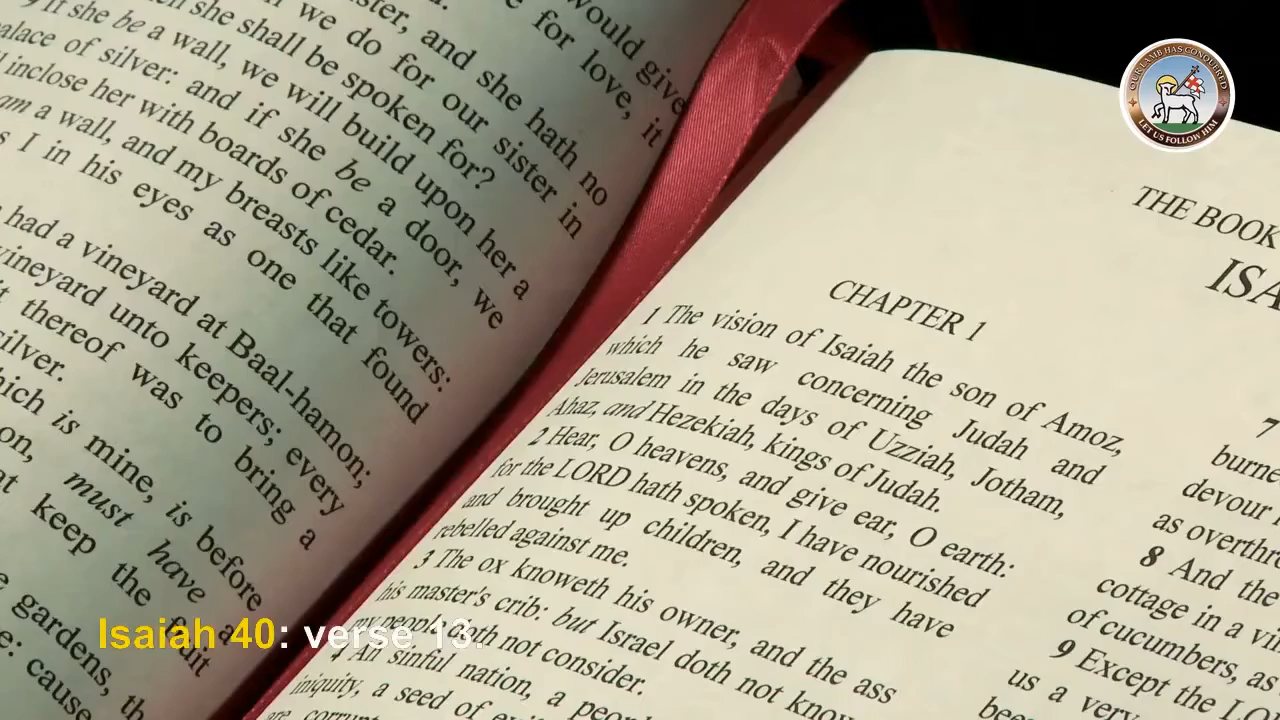 would give
ster, and she hath no
we do for our sister in
she shall be spoken for?
If she be a wall, we will build upon her a
palace of silver: and if she be a door, we
inclose her with boards of cedar.
am a wall, and my breasts like towers:
I in his eyes as one that found
had a vineyard at Baal-hamon;
vineyard unto keepers; every
thereof was to bring a
silver.
which is mine, is before
must have a
keep the fruit
gardens, th
cause
THE BOOK
ISA
CHAPTER 1
1 The vision of Isaiah the son of Amoz,
which he saw concerning Judah and
Jerusalem in the days of Uzziah, Jotham,
Ahaz, and Hezekiah, kings of Judah.
2 Hear, O heavens, and give ear, O earth:
for the LORD hath spoken, I have nourished
and brought up children, and they have
rebelled against me.
3 The ox knoweth his owner, and the ass
his master's crib: but Israel doth not know
my people doth not consider.
4 Ah sinful nation, a peop
iniquity, a seed of
are corrupt
7
burne
devour
as overthro
8 And the
cottage in a vi
of cucumbers, as
9 Except the LO
us a very
bee
OUR LAMB HAS CONQUERED
LET US FOLLOW HIM
Isaiah 40: verse 13.